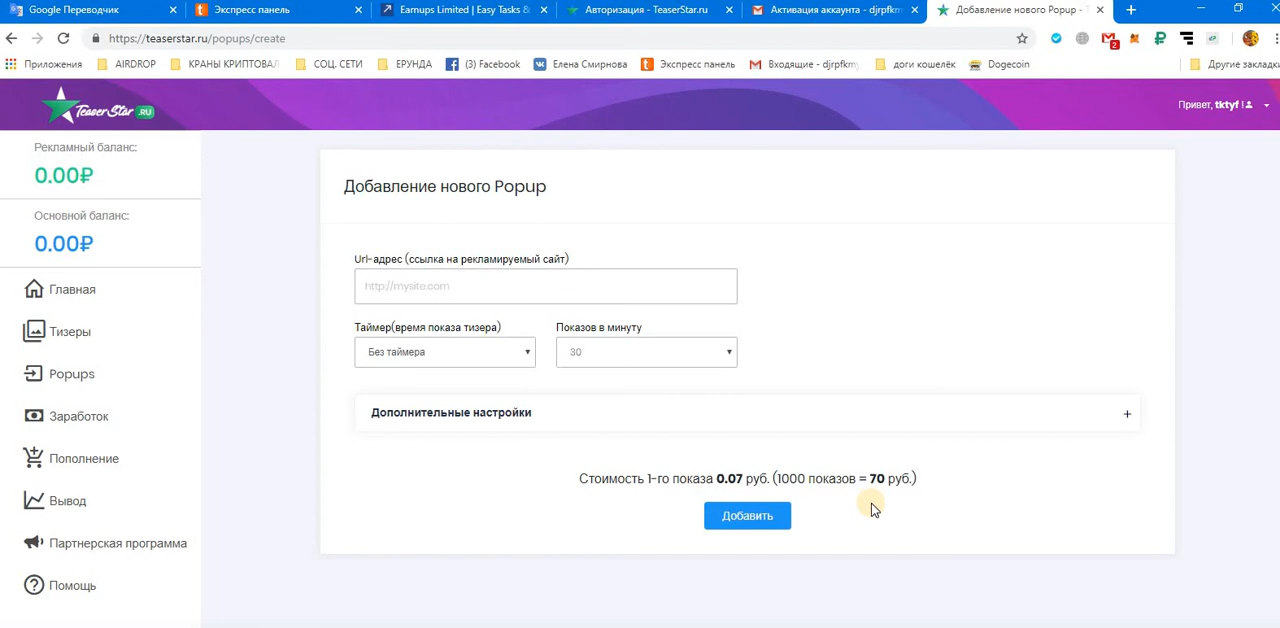 Google Переводчик
Экспресс панель
Earnups Limited | Easy Tasks &
Авторизация - TeaserStar.ru
Активация аккаунта - djrpfkm
Добавление нового Popup - T
https://teaserstar.ru/popups/create
2
Приложения
AIRDROP
КРАНЫ КРИПТОВАЛ
СОЦ. СЕТИ
ЕРУНДА
(3) Facebook
Елена Смирнова
Экспресс панель
Входящие - djrpfkmy
доги кошелёк
Dogecoin
Другие закладки
TeaserStar .RU
Привет, tktyf !
Рекламный баланс:
0.00₽
Основной баланс:
0.00₽
Главная
Тизеры
Popups
Заработок
Пополнение
Вывод
Партнерская программа
Помощь
Добавление нового Popup
Url-адрес (ссылка на рекламируемый сайт)
http://mysite.com
Таймер(время показа тизера)
Показов в минуту
Без таймера
30
Дополнительные настройки
+
Стоимость 1-го показа 0.07 руб. (1000 показов = 70 руб.)
Добавить